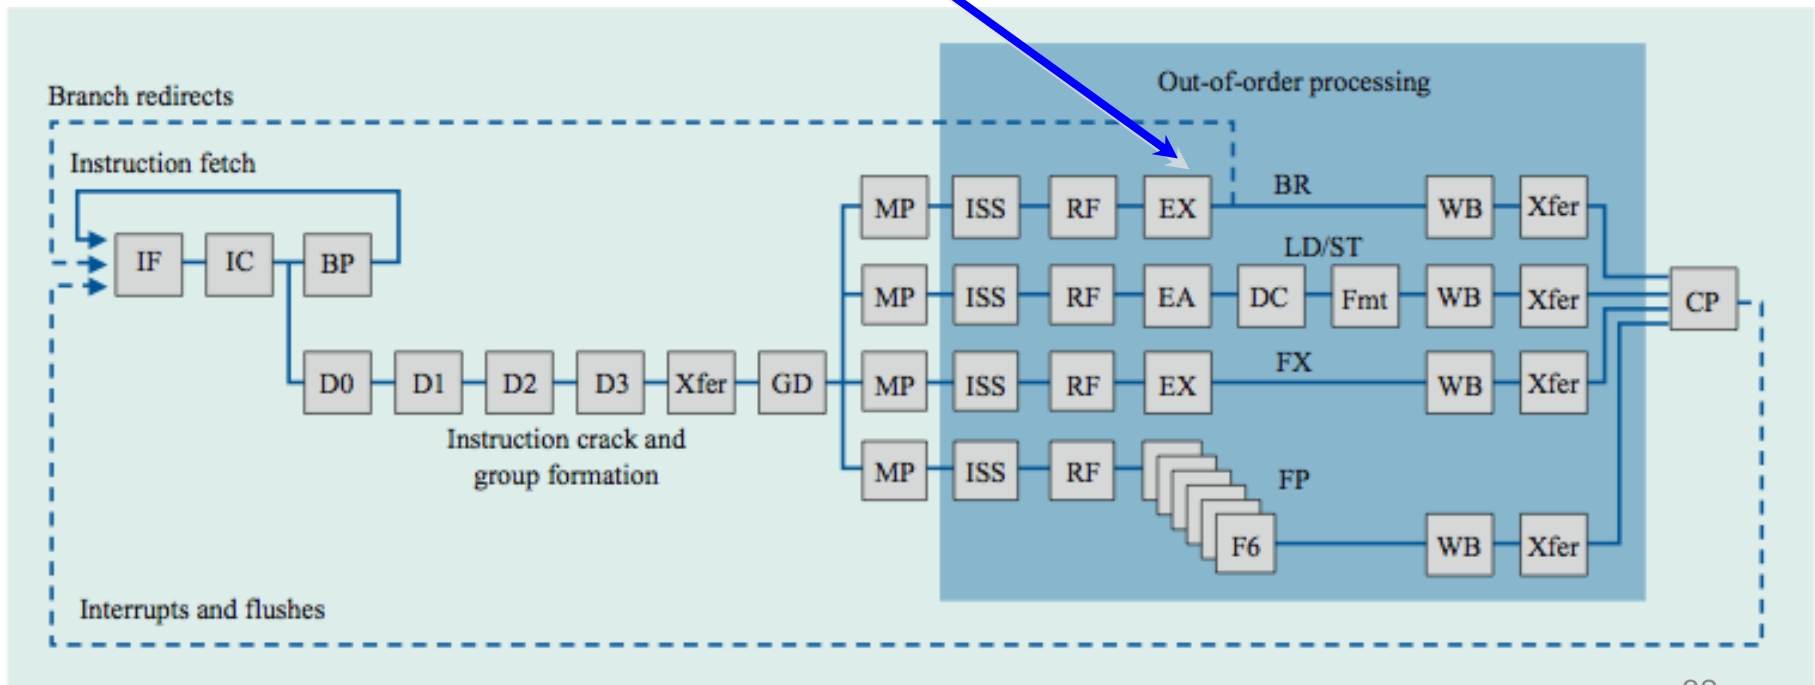 Out-of-order processing
Branch redirects
Instruction fetch
MP ISS RF EX BR WB Xfer
IF IC BP
LD/ST
MP ISS RF EA DC Fmt WB Xfer CP
FX
D0 D1 D2 D3 Xfer GD MP ISS RF EX WB Xfer
Instruction crack and
group formation
MP ISS RF FP
F6 WB Xfer
Interrupts and flushes